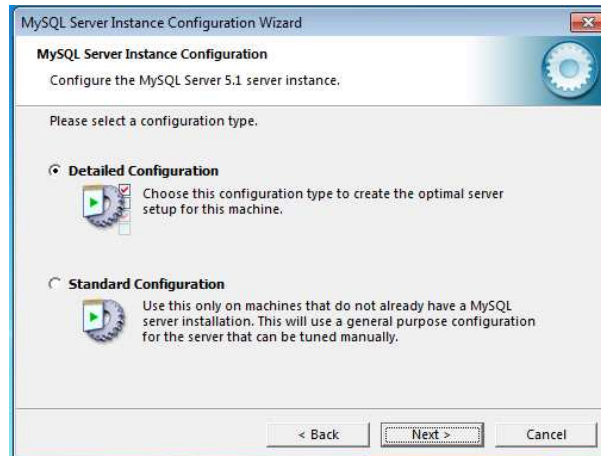 MySQL Server Instance Configuration Wizard
MySQL Server Instance Configuration
Configure the MySQL Server 5.1 server instance.
Please select a configuration type.
Detailed Configuration
Choose this configuration type to create the optimal server
setup for this machine.
Standard Configuration
Use this only on machines that do not already have a MySQL
server installation. This will use a general purpose configuration
for the server that can be tuned manually.
< Back Next > Cancel